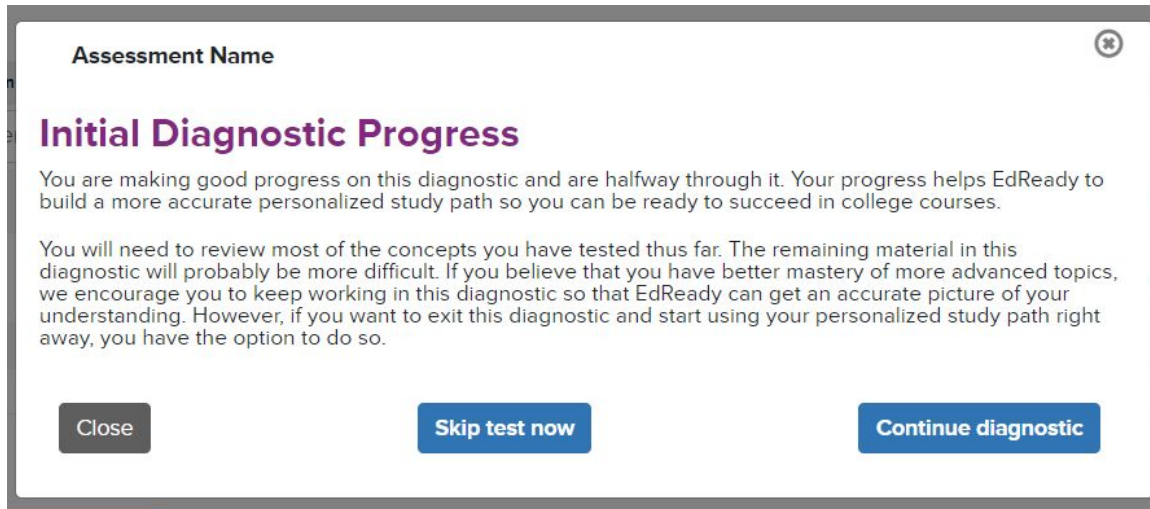 Assessment Name
Initial Diagnostic Progress
You are making good progress on this diagnostic and are halfway through it. Your progress helps EdReady to
build a more accurate personalized study path so you can be ready to succeed in college courses.
You will need to review most of the concepts you have tested thus far. The remaining material in this
diagnostic will probably be more difficult. If you believe that you have better mastery of more advanced topics,
we encourage you to keep working in this diagnostic so that EdReady can get an accurate picture of your
understanding. However, if you want to exit this diagnostic and start using your personalized study path right
away, you have the option to do so.
Close Skip test now Continue diagnostic